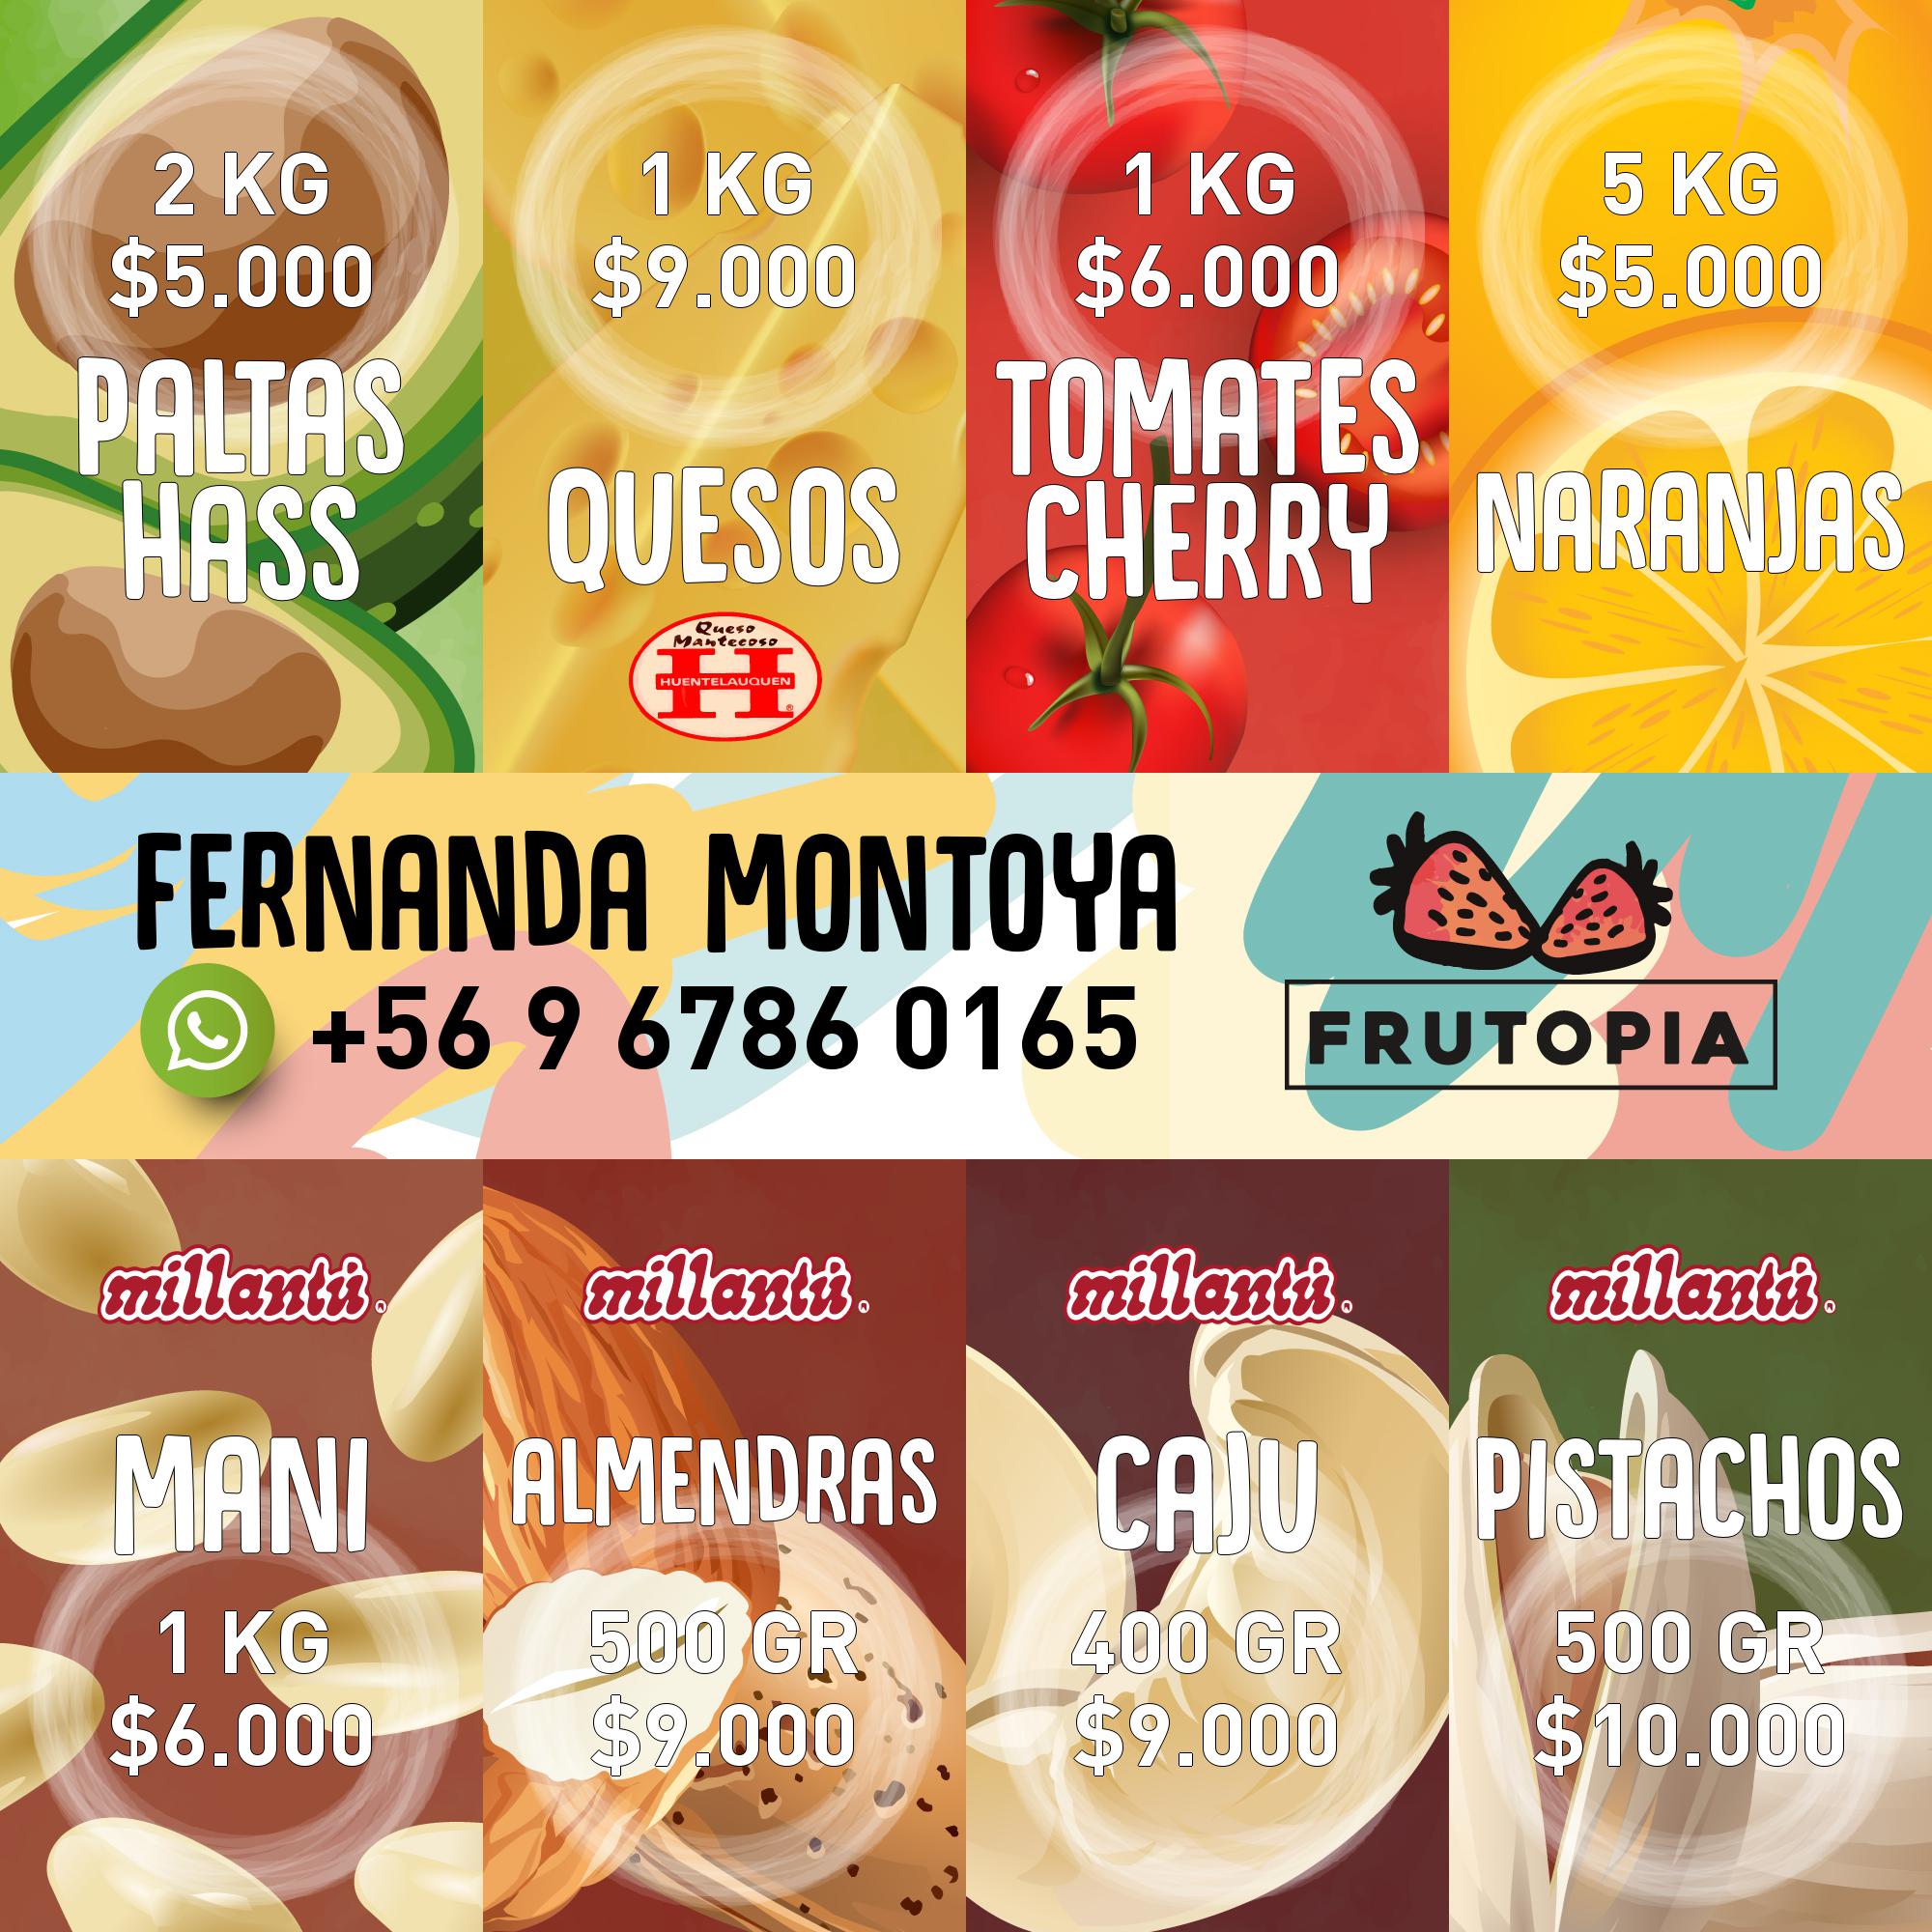 2 KG
$5.000
PALTAS
HASS
1 KG
$9.000
QUESOS
Queso
Mantecoso
H
HUENTELAUQUEN
®
1 KG
$6.000
TOMATES
CHERRY
5 KG
$5.000
NARANJAS
FERNANDA MONTOYA
+56 9 6786 0165
FRUTOPIA
millantú®
MANI
1 KG
$6.000
millantú®
ALMENDRAS
500 GR
$9.000
millantú®
CAJU
400 GR
$9.000
millantú®
PISTACHOS
500 GR
$10.000